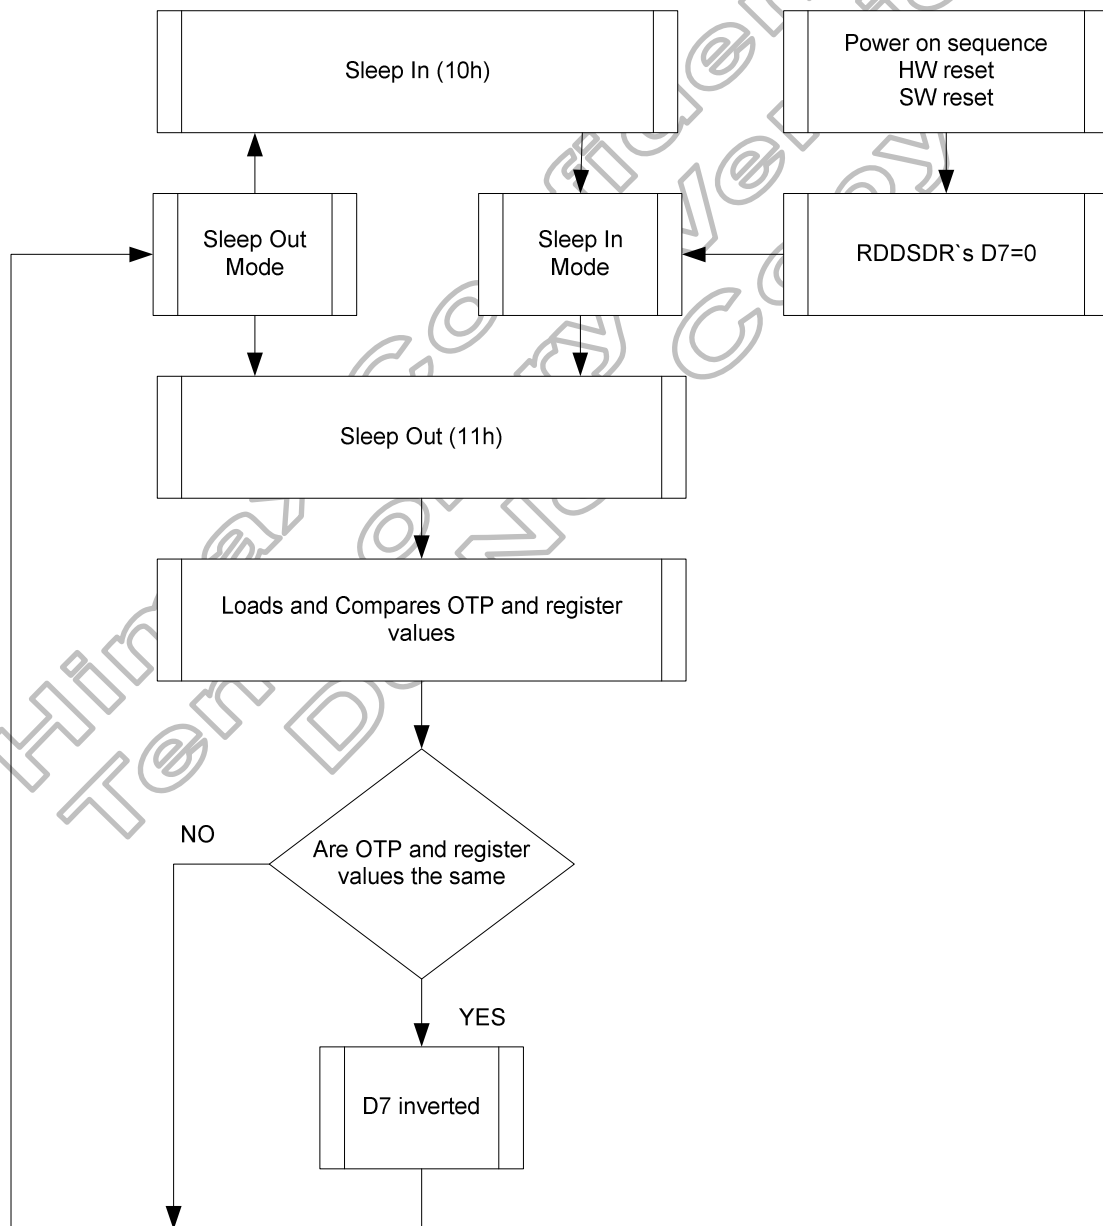 Sleep In (10h)
Power on sequence
HW reset
SW reset
Sleep Out
Mode
Sleep In
Mode
RDDSDR`s D7=0
Sleep Out (11h)
Loads and Compares OTP and register
values
Are OTP and register
values the same
NO
YES
D7 inverted